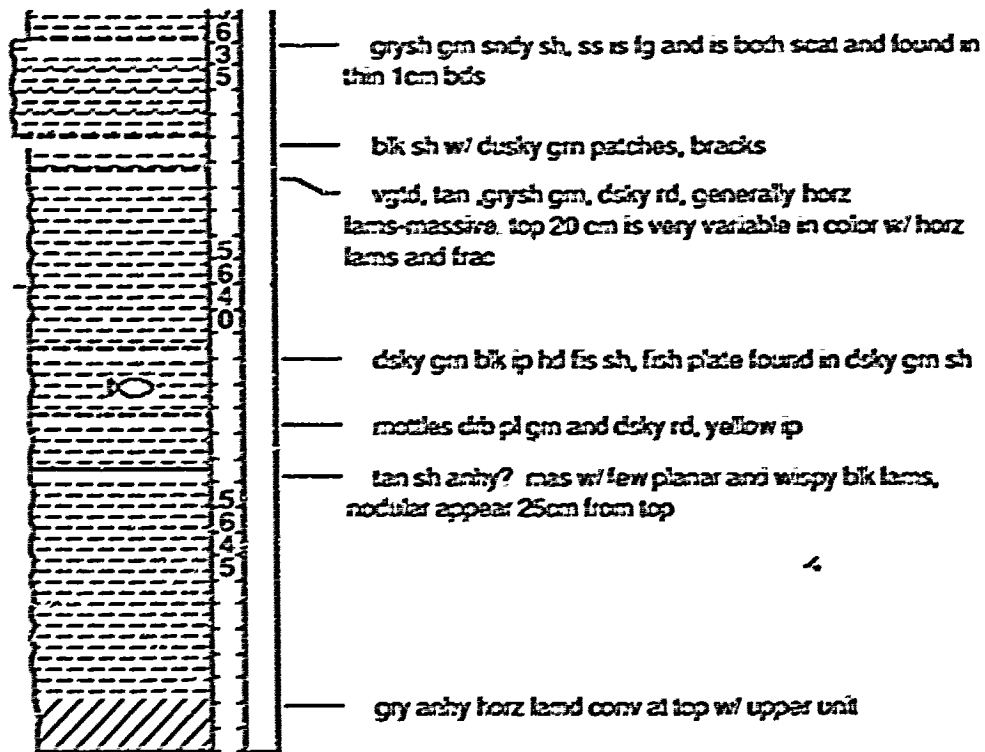 5635
grysh grn sndy sh, ss is fg and is both scat and found in
thin 1cm bds
blk sh w/ dusky grn patches, bracks
vgtd, tan ,grysh grn, dsky rd, generally horz
lams-massive. top 20 cm is very variable in color w/ horz
lams and frac
5640
dsky grn blk ip hd fis sh, fish plate found in dsky grn sh
mottles drb pl grn and dsky rd, yellow ip
tan sh anhy? mas w/ few planar and wispy blk lams,
nodular appear 25cm from top
5645
gry anhy horz lamd conv at top w/ upper unit